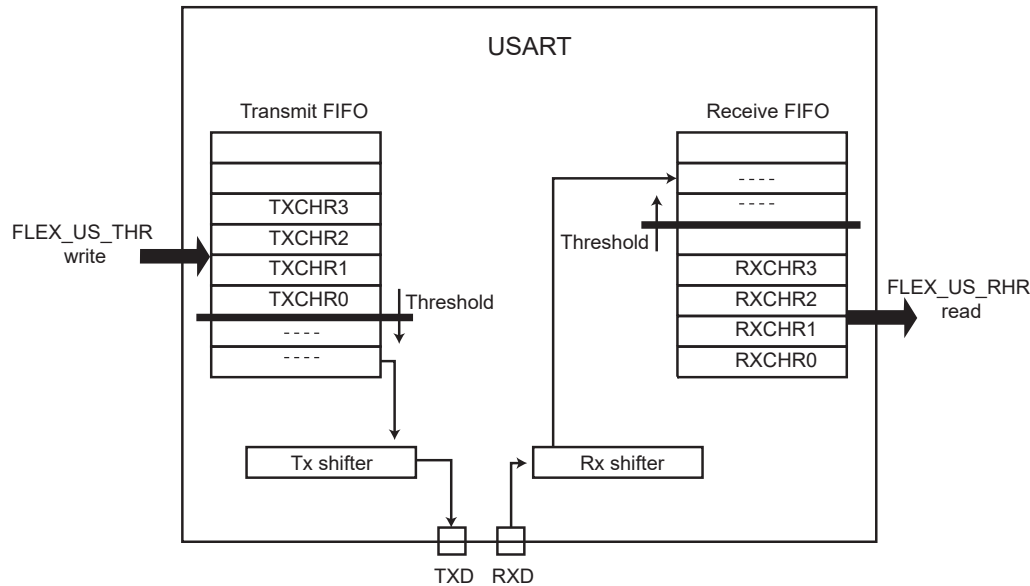 USART
Transmit FIFO
Receive FIFO
- - - -
TXCHR3
- - - -
FLEX_US_THR
write
TXCHR2
Threshold
TXCHR1
RXCHR3
TXCHR0
Threshold
RXCHR2
FLEX_US_RHR
read
- - - -
RXCHR1
- - - -
RXCHR0
Tx shifter
Rx shifter
TXD
RXD